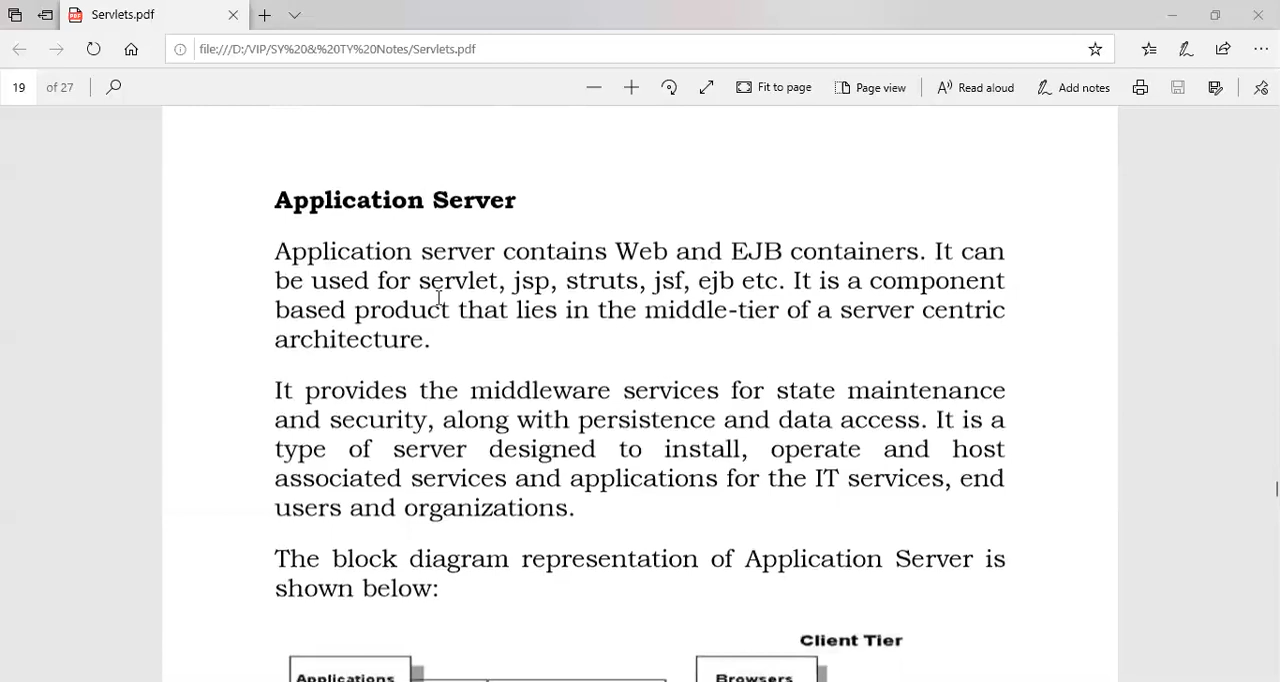 Servlets.pdf
file:///D:/VIP/SY%20&%20TY%20Notes/Servlets.pdf
19 of 27 Fit to page Page view Read aloud Add notes
Application Server
Application server contains Web and EJB containers. It can
be used for servlet, jsp, struts, jsf, ejb etc. It is a component
based product that lies in the middle-tier of a server centric
architecture.
It provides the middleware services for state maintenance
and security, along with persistence and data access. It is a
type of server designed to install, operate and host
associated services and applications for the IT services, end
users and organizations.
The block diagram representation of Application Server is
shown below:
Client Tier
Applications Browsers